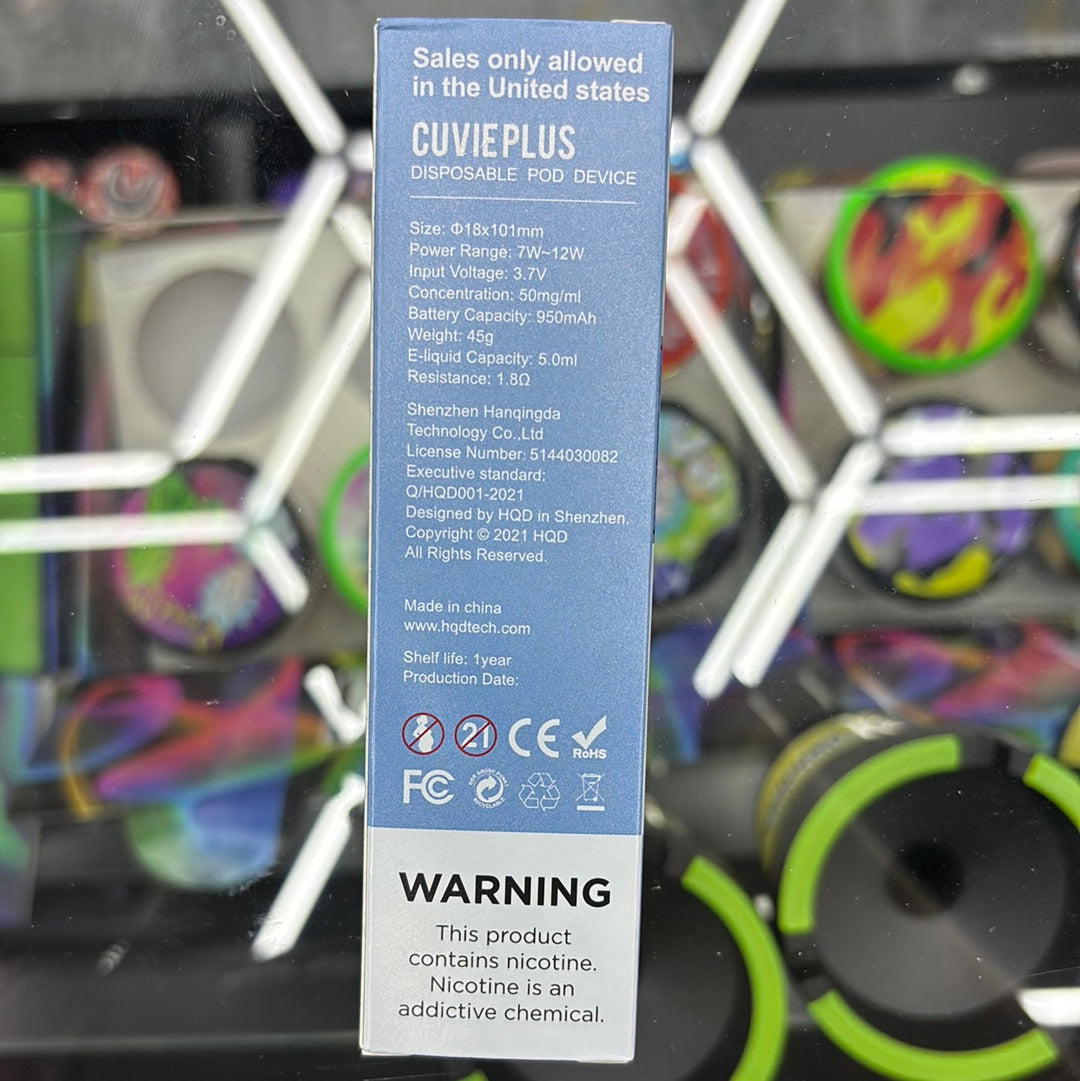 Sales only allowed
in the United states
CUVIEPLUS
DISPOSABLE POD DEVICE
Size: Φ18x101mm
Power Range: 7W~12W
Input Voltage: 3.7V
Concentration: 50mg/ml
Battery Capacity: 950mAh
Weight: 45g
E-liquid Capacity: 5.0ml
Resistance: 1.8Ω
Shenzhen Hanqingda
Technology Co.,Ltd
License Number: 5144030082
Executive standard:
Q/HQD001-2021
Designed by HQD in Shenzhen.
Copyright © 2021 HQD
All Rights Reserved.
Made in china
www.hqdtech.com
Shelf life: 1year
Production Date:
21 CE RoHS
FC
WARNING
This product
contains nicotine.
Nicotine is an
addictive chemical.